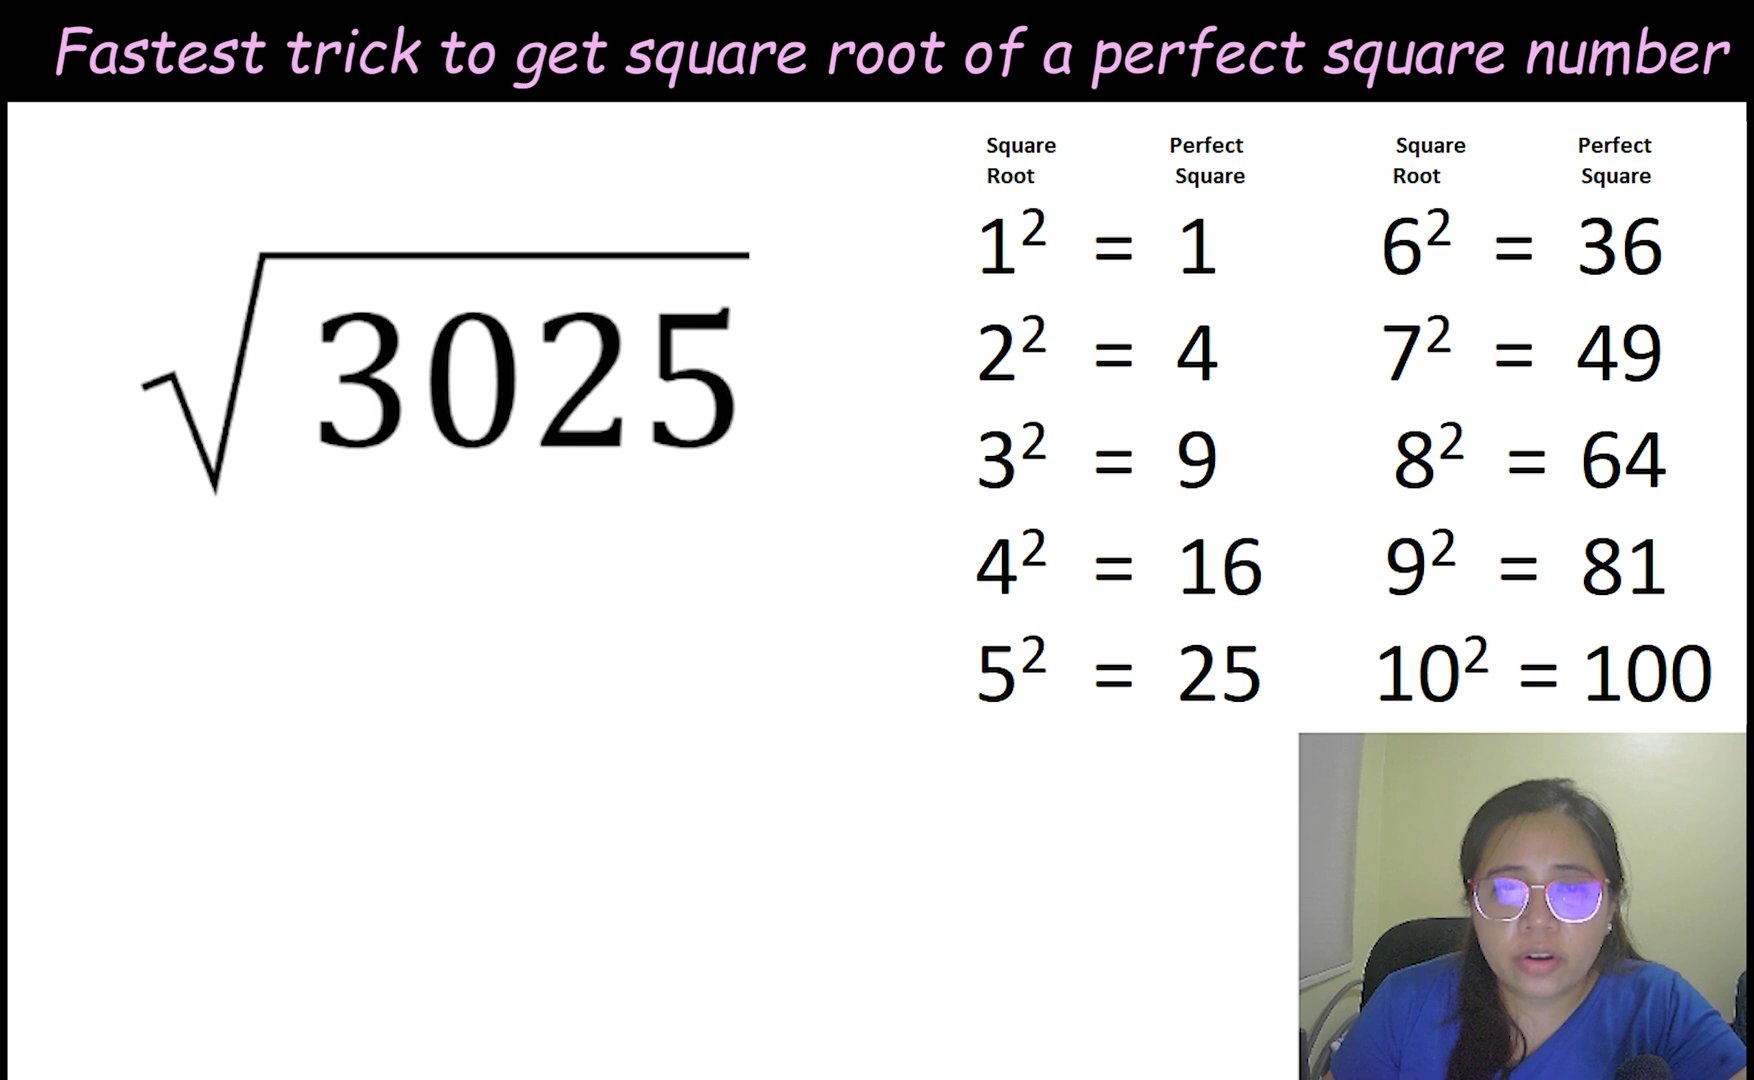 Fastest trick to get square root of a perfect square number
√3025
Square Root Perfect Square Square Root Perfect Square
1² = 1 6² = 36
2² = 4 7² = 49
3² = 9 8² = 64
4² = 16 9² = 81
5² = 25 10² = 100